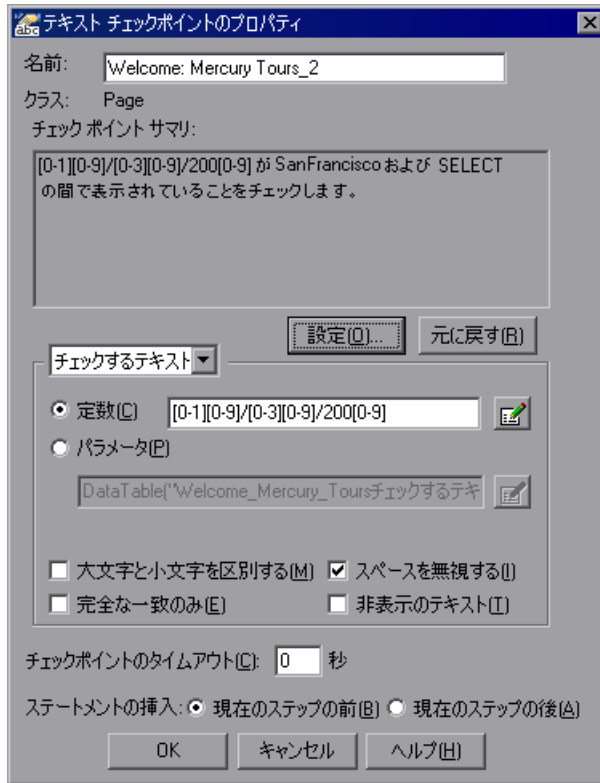 テキスト チェックポイントのプロパティ
名前: Welcome: Mercury Tours_2
クラス: Page
チェック ポイント サマリ:
[0-1][0-9]/[0-3][0-9]/200[0-9] が SanFrancisco および SELECT
の間で表示されていることをチェックします。
設定(O)... 元に戻す(R)
チェックするテキスト
定数(C) [0-1][0-9]/[0-3][0-9]/200[0-9]
パラメータ(P)
DataTable("Welcome_Mercury_Toursチェックするテキ
大文字と小文字を区別する(M) スペースを無視する(I)
完全な一致のみ(E) 非表示のテキスト(T)
チェックポイントのタイムアウト(C): 0 秒
ステートメントの挿入: 現在のステップの前(B) 現在のステップの後(A)
OK キャンセル ヘルプ(H)